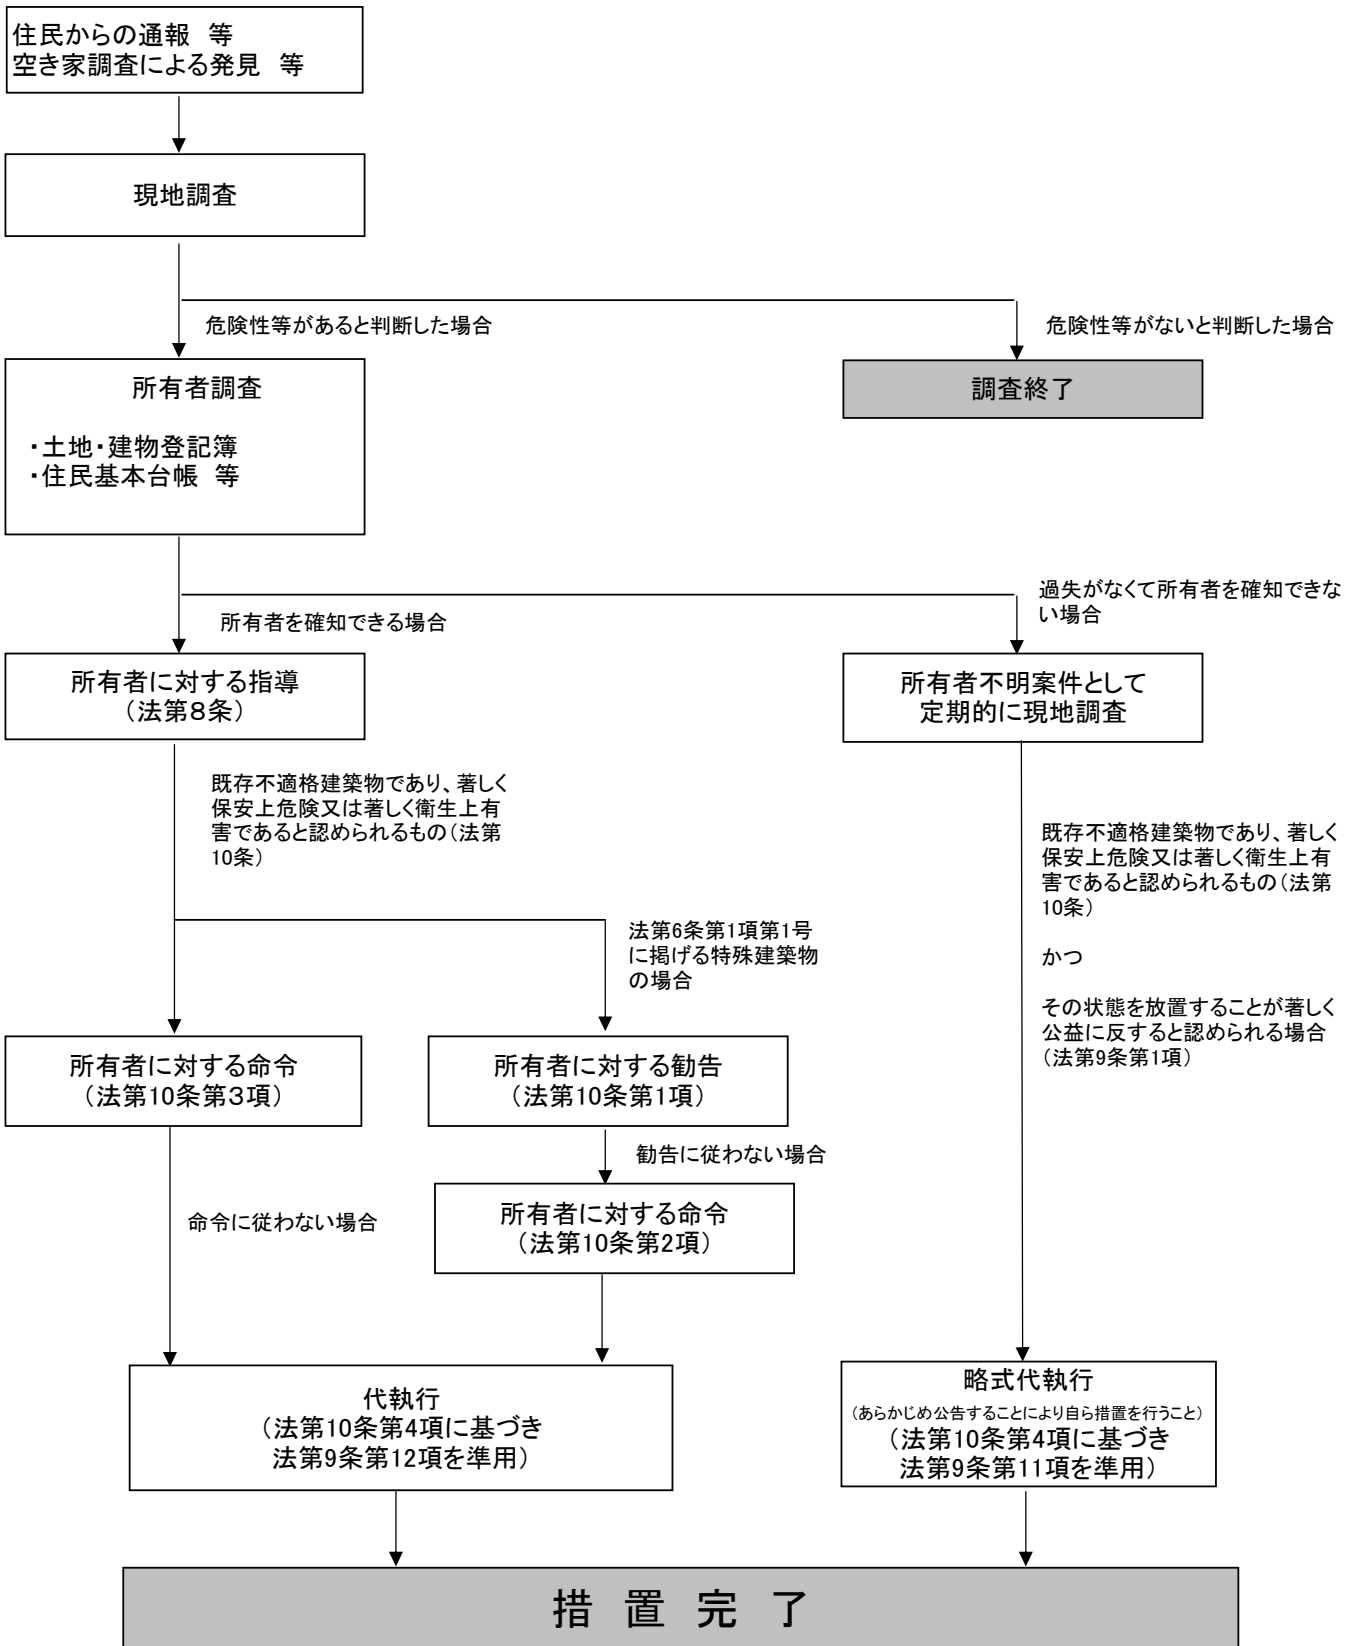 住民からの通報 等
空き家調査による発見 等
現地調査
危険性等があると判断した場合
危険性等がないと判断した場合
所有者調査
・土地・建物登記簿
・住民基本台帳 等
調査終了
所有者を確知できる場合
過失がなくて所有者を確知できな
い場合
所有者に対する指導
（法第８条）
所有者不明案件として
定期的に現地調査
既存不適格建築物であり、著しく
保安上危険又は著しく衛生上有
害であると認められるもの（法第
10条）
既存不適格建築物であり、著しく
保安上危険又は著しく衛生上有
害であると認められるもの（法第
10条）
かつ
その状態を放置することが著しく
公益に反すると認められる場合
（法第9条第1項）
法第6条第1項第1号
に掲げる特殊建築物
の場合
所有者に対する命令
（法第10条第３項）
所有者に対する勧告
（法第10条第1項）
勧告に従わない場合
所有者に対する命令
（法第10条第2項）
命令に従わない場合
代執行
（法第10条第4項に基づき
法第9条第12項を準用）
略式代執行
（あらかじめ公告することにより自ら措置を行うこと）
（法第10条第4項に基づき
法第9条第11項を準用）
措 置 完 了